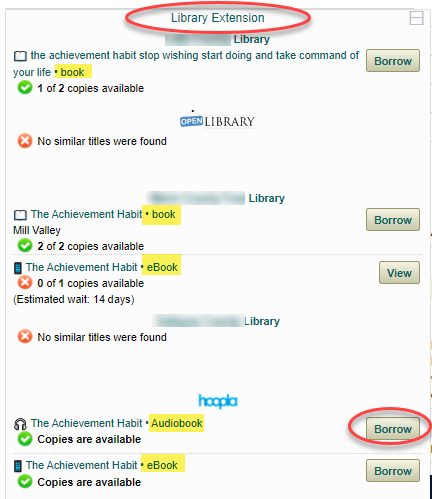 Library Extension
Library
the achievement habit stop wishing start doing and take command of
your life • book
Borrow
1 of 2 copies available
OPEN LIBRARY
No similar titles were found
Library
The Achievement Habit • book
Borrow
Mill Valley
2 of 2 copies available
The Achievement Habit • eBook
View
0 of 1 copies available
(Estimated wait: 14 days)
Library
No similar titles were found
hoopla
The Achievement Habit • Audiobook
Borrow
Copies are available
The Achievement Habit • eBook
Borrow
Copies are available